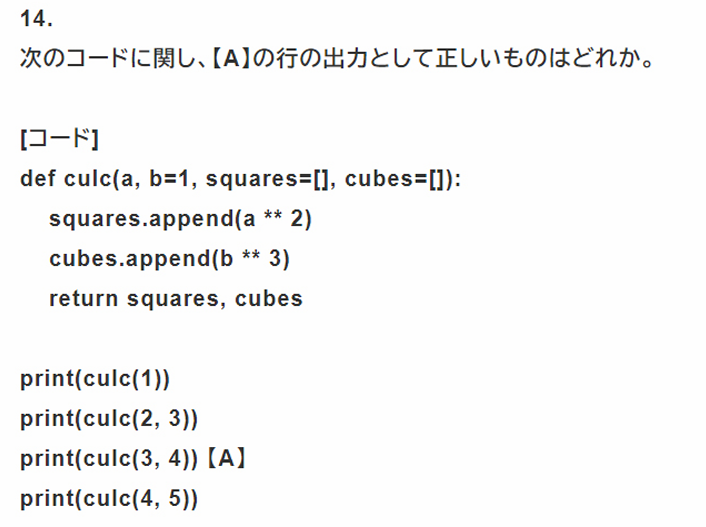 14.
次のコードに関し、【A】の行の出力として正しいものはどれか。
[コード]
def culc(a, b=1, squares=[], cubes=[]):
    squares.append(a ** 2)
    cubes.append(b ** 3)
    return squares, cubes
print(culc(1))
print(culc(2, 3))
print(culc(3, 4)) 【A】
print(culc(4, 5))